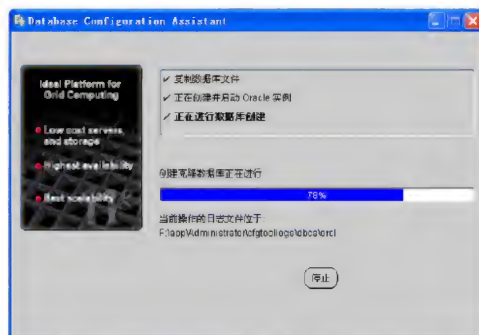 Database Configuration Assistant
Ideal Platform for
Grid Computing
Low cost servers
and storage
Highest availability
Best scalability
✓ 复制数据库文件
✓ 正在创建并启动 Oracle 实例
✓ 正在进行数据库创建
创建克隆数据库正在进行
78%
当前操作的日志文件位于:
F:\app\Administrator\cfgtoollogs\dbca\orcl
停止